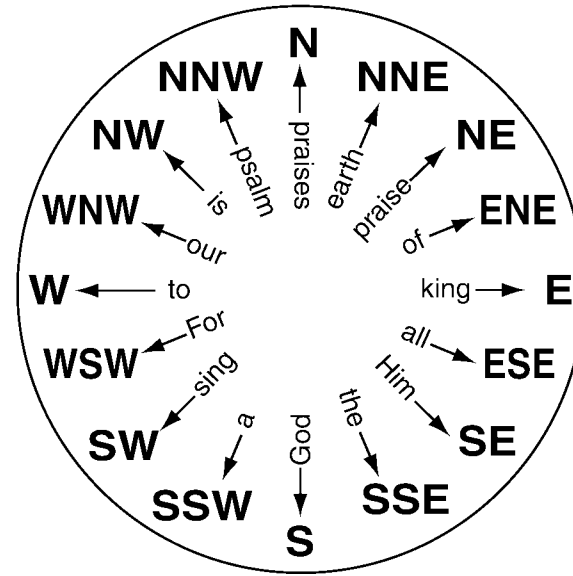 N
praises
NNE
earth
NE
praise
ENE
of
E
king
ESE
all
SE
Him
SSE
the
S
God
SSW
a
SW
sing
WSW
For
W
to
WNW
our
NW
is
NNW
psalm